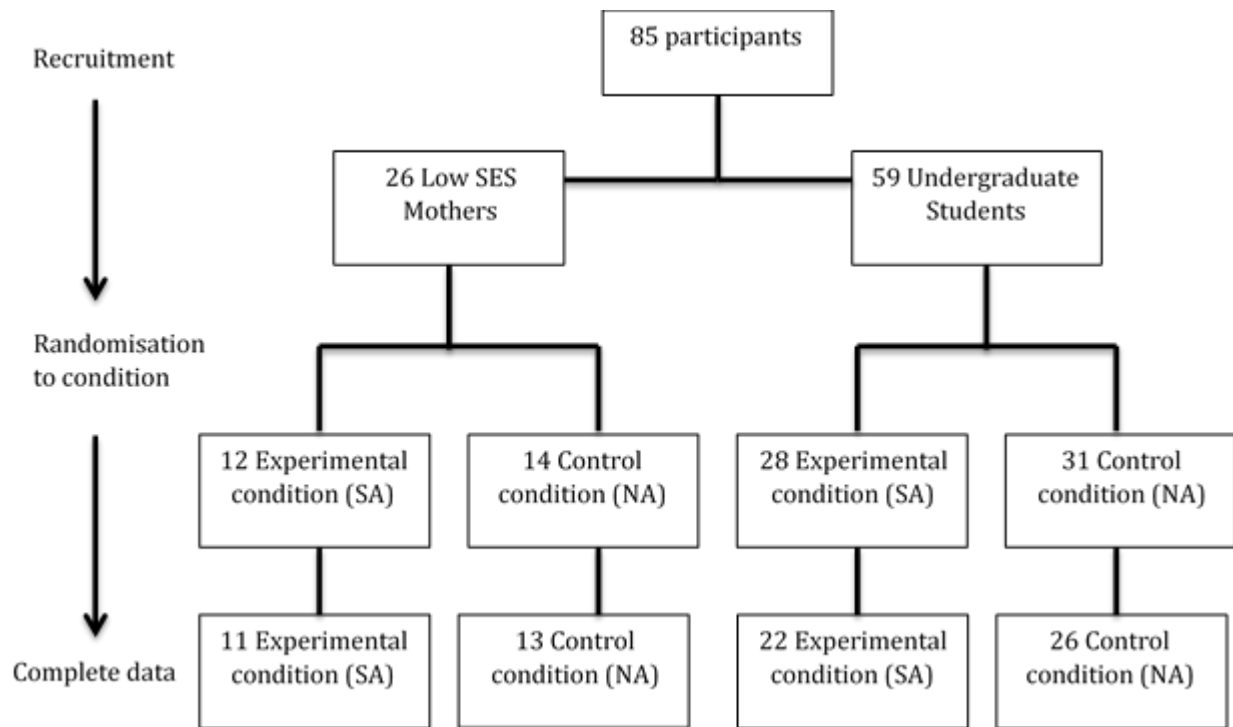 85 participants
Recruitment
26 Low SES
Mothers
59 Undergraduate
Students
Randomisation
to condition
12 Experimental
condition (SA)
14 Control
condition (NA)
28 Experimental
condition (SA)
31 Control
condition (NA)
11 Experimental
condition (SA)
13 Control
condition (NA)
22 Experimental
condition (SA)
26 Control
condition (NA)
Complete data